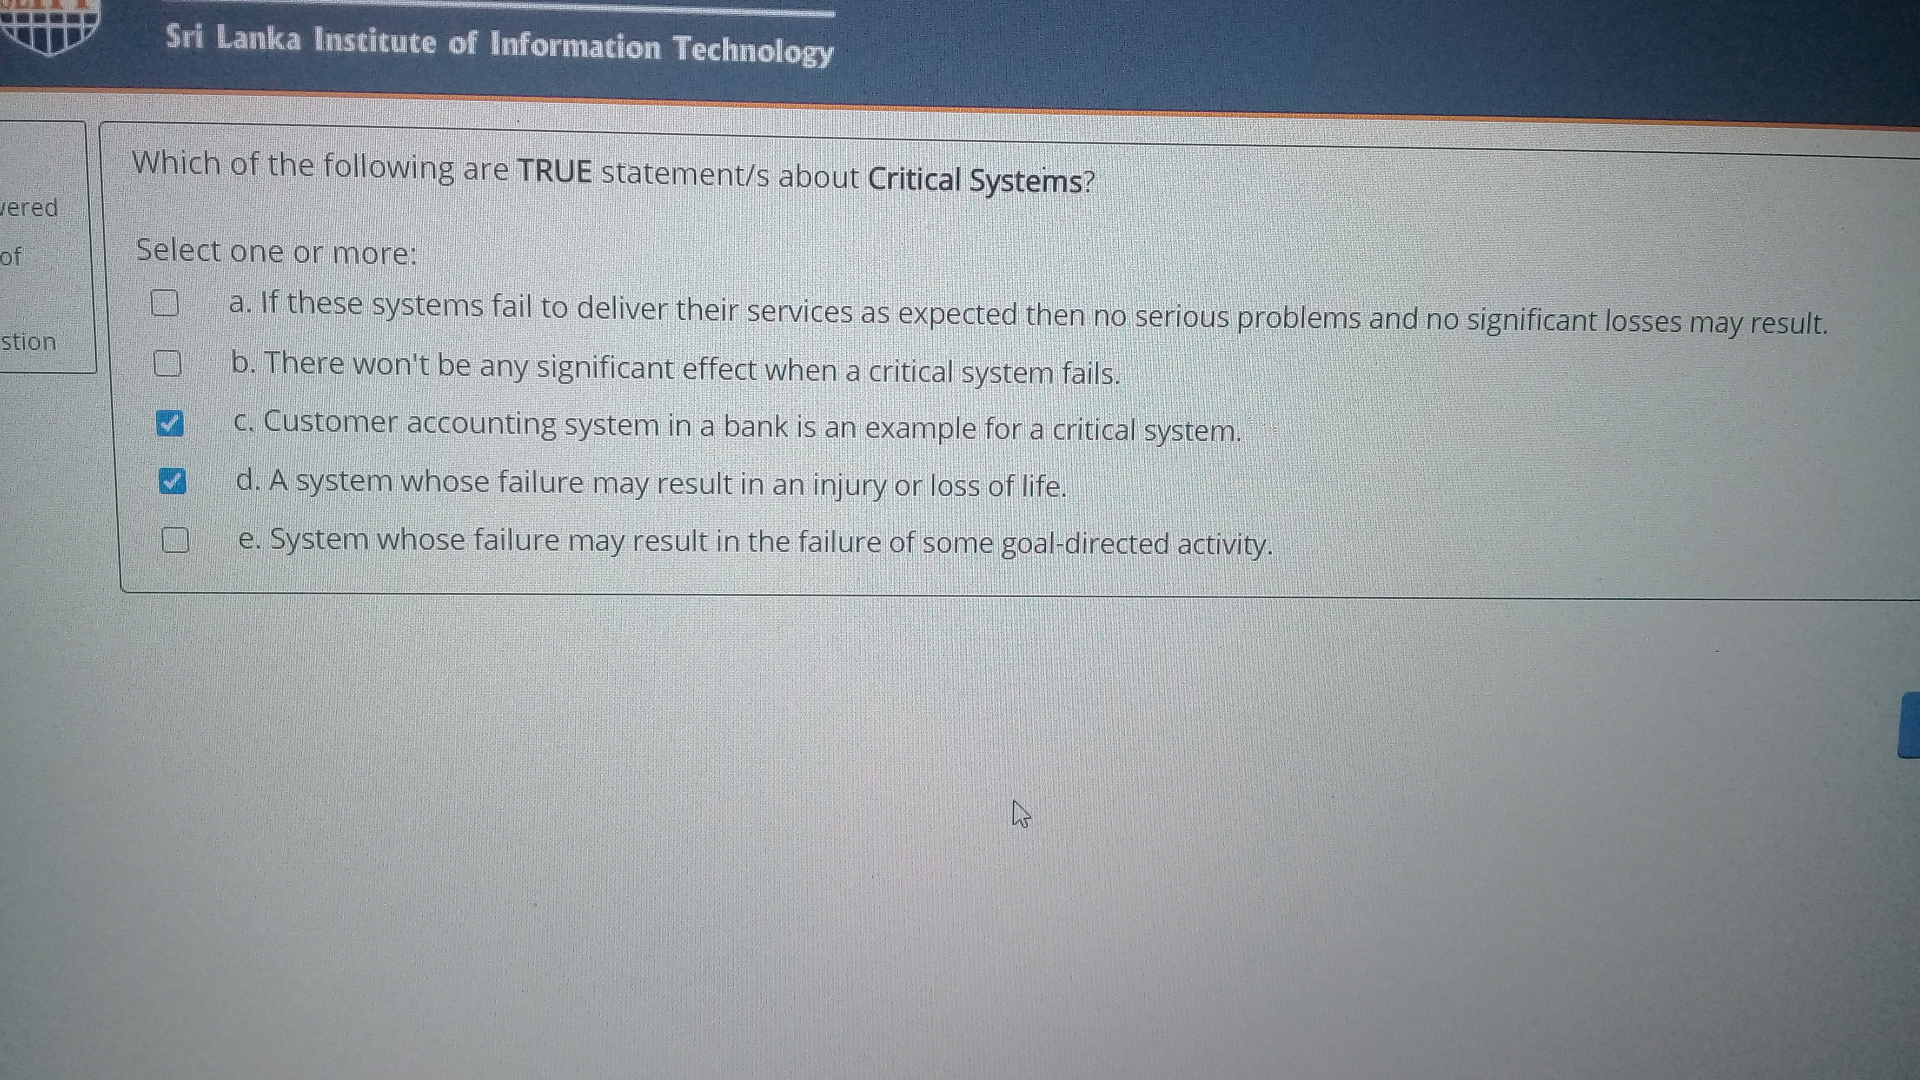 Sri Lanka Institute of Information Technology
Which of the following are TRUE statement/s about Critical Systems?
of
Select one or more:
a. If these systems fail to deliver their services as expected then no serious problems and no significant losses may result.
b. There won't be any significant effect when a critical system fails.
c. Customer accounting system in a bank is an example for a critical system.
d. A system whose failure may result in an injury or loss of life.
e. System whose failure may result in the failure of some goal-directed activity.